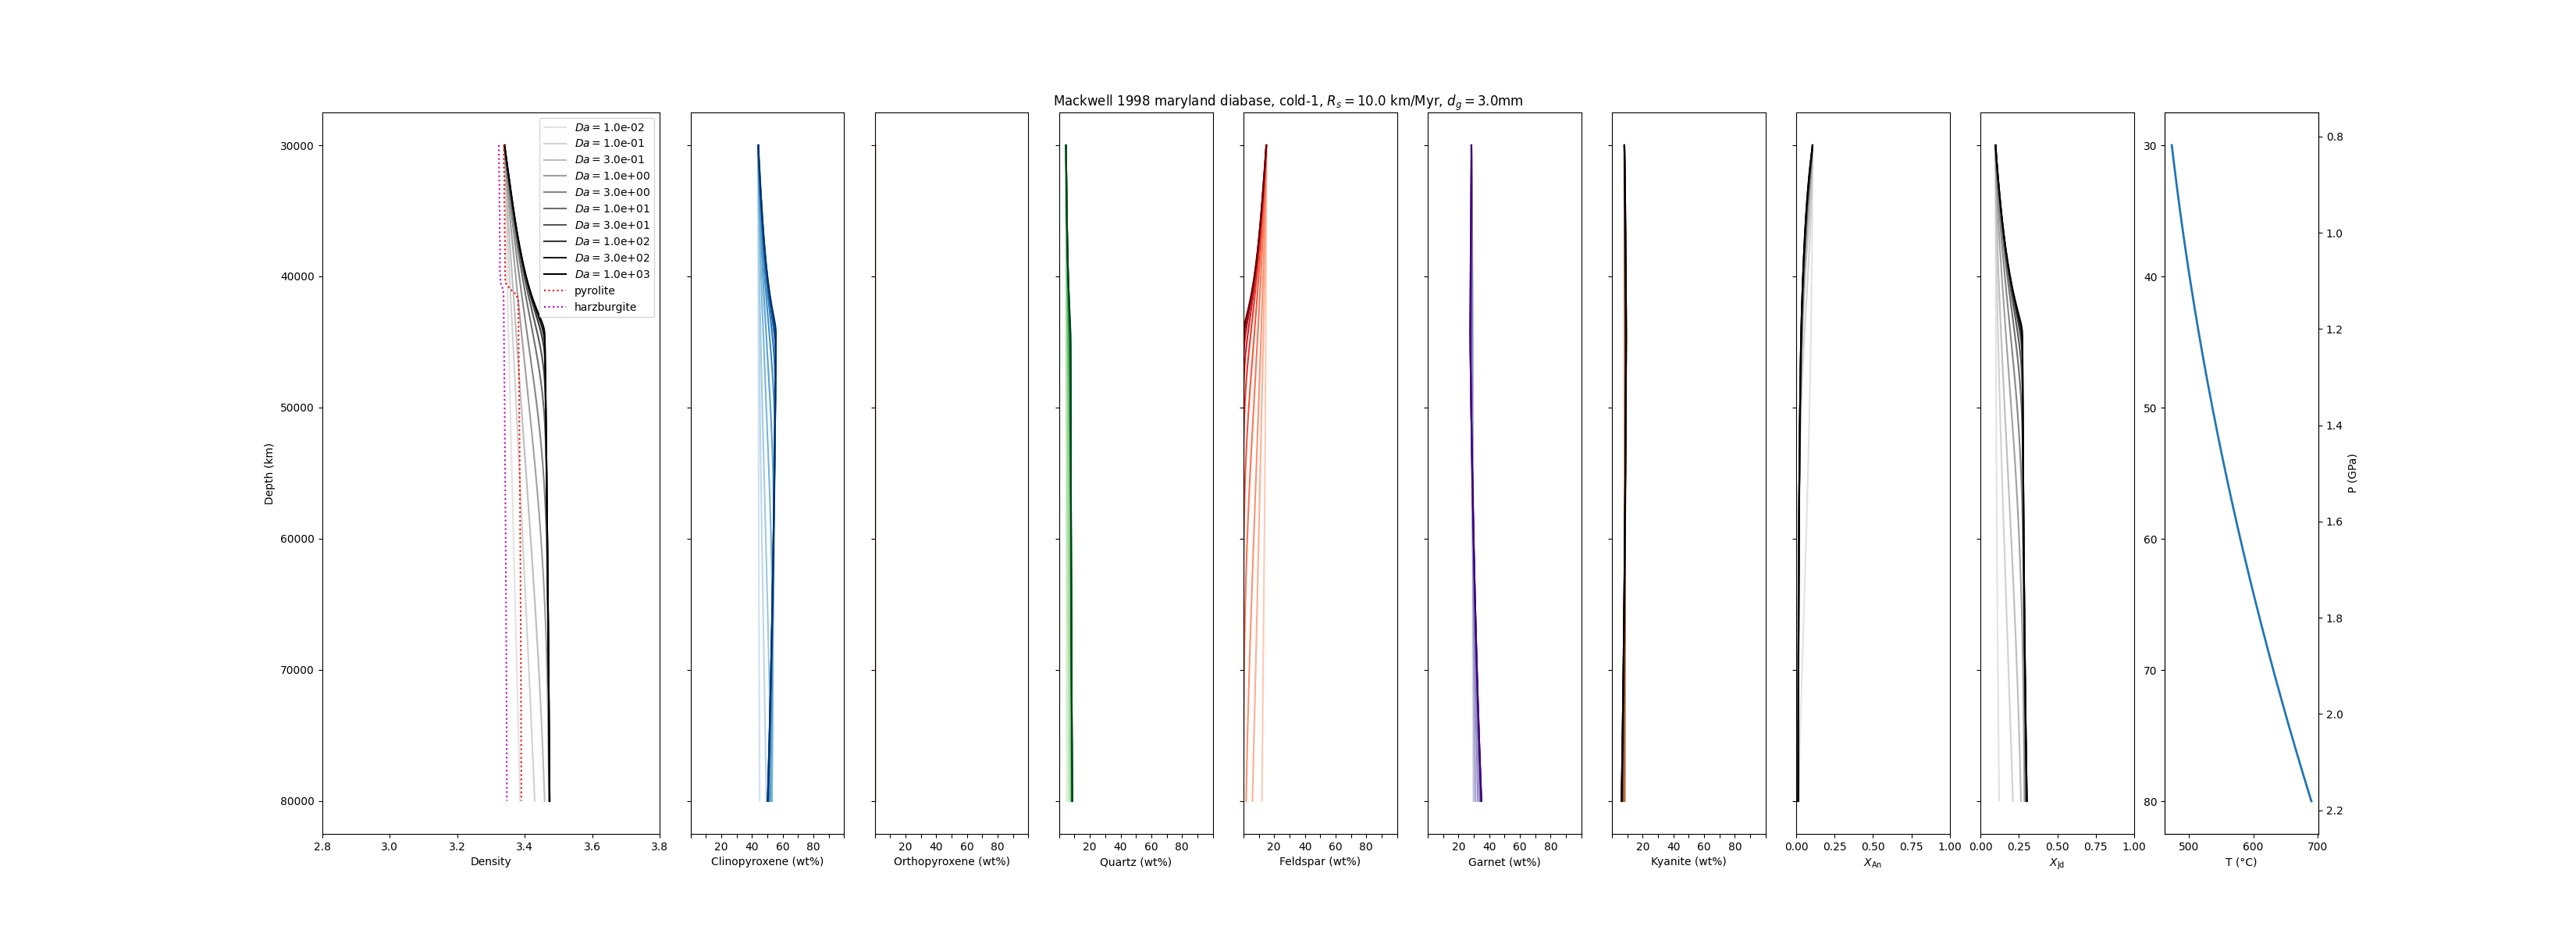 Mackwell 1998 maryland diabase, cold-1, R_s = 10.0 km/Myr, d_g = 3.0mm
Da = 1.0e-02
Da = 1.0e-01
Da = 3.0e-01
Da = 1.0e+00
Da = 3.0e+00
Da = 1.0e+01
Da = 3.0e+01
Da = 1.0e+02
Da = 3.0e+02
Da = 1.0e+03
pyrolite
harzburgite
Depth (km)
30000
40000
50000
60000
70000
80000
2.8 3.0 3.2 3.4 3.6 3.8
Density
20 40 60 80
Clinopyroxene (wt%)
20 40 60 80
Orthopyroxene (wt%)
20 40 60 80
Quartz (wt%)
20 40 60 80
Feldspar (wt%)
20 40 60 80
Garnet (wt%)
20 40 60 80
Kyanite (wt%)
0.00 0.25 0.50 0.75 1.00
X_An
0.00 0.25 0.50 0.75 1.00
X_Jd
30
40
50
60
70
80
500 600 700
T (°C)
0.8
1.0
1.2
1.4
1.6
1.8
2.0
2.2
P (GPa)